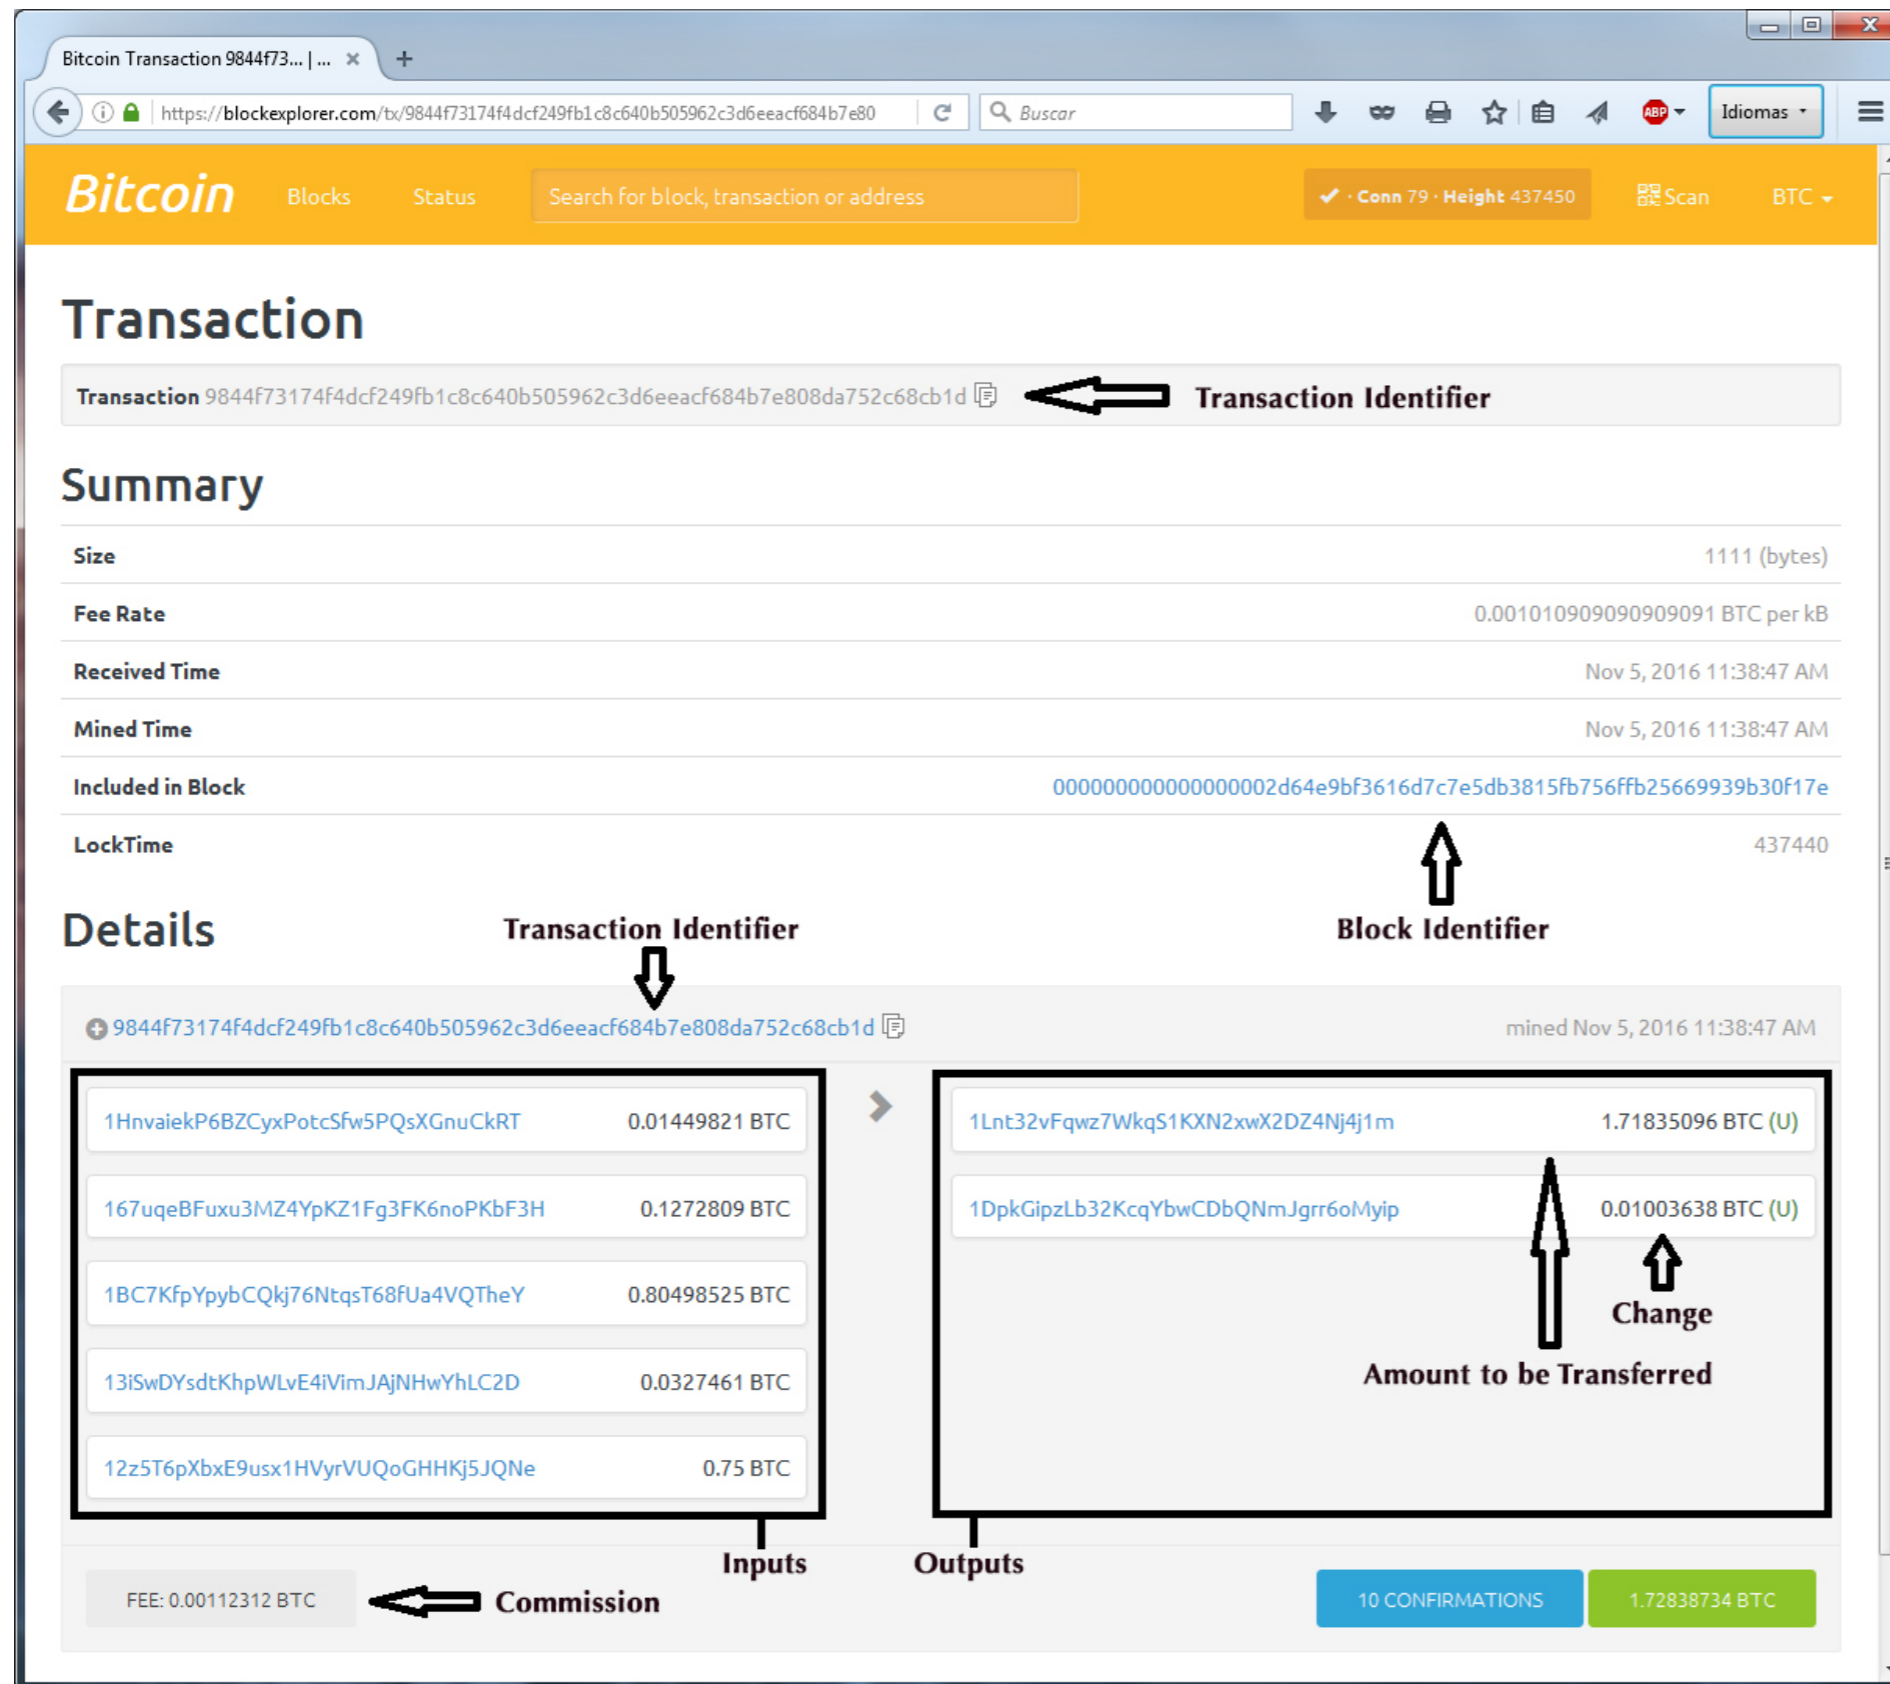 Bitcoin Transaction 9844f73... | ...
https://blockexplorer.com/tx/9844f73174f4dcf249fb1c8c640b505962c3d6eeacf684b7e80 Buscar ABP Idiomas
Bitcoin Blocks Status Search for block, transaction or address · Conn 79 · Height 437450 Scan BTC
Transaction
Transaction 9844f73174f4dcf249fb1c8c640b505962c3d6eeacf684b7e808da752c68cb1d Transaction Identifier
Summary
Size 1111 (bytes)
Fee Rate 0.001010909090909091 BTC per kB
Received Time Nov 5, 2016 11:38:47 AM
Mined Time Nov 5, 2016 11:38:47 AM
Included in Block 000000000000000002d64e9bf3616d7c7e5db3815fb756ffb25669939b30f17e
LockTime 437440
Details Transaction Identifier Block Identifier
9844f73174f4dcf249fb1c8c640b505962c3d6eeacf684b7e808da752c68cb1d mined Nov 5, 2016 11:38:47 AM
1HnvaiekP6BZCyxPotcSfw5PQsXGnuCkRT 0.01449821 BTC
167uqeBFuxu3MZ4YpKZ1Fg3FK6noPKbF3H 0.1272809 BTC
1BC7KfpYpybCQkj76NtqsT68fUa4VQTheY 0.80498525 BTC
13iSwDYsdtKhpWLvE4iVimJAjNHwYhLC2D 0.0327461 BTC
12z5T6pXbxE9usx1HVyrVUQoGHHKj5JQNe 0.75 BTC
Inputs
1Lnt32vFqwz7WkqS1KXN2xwX2DZ4Nj4j1m 1.71835096 BTC (U)
1DpkGipzLb32KcqYbwCDbQNmJgrr6oMyip 0.01003638 BTC (U)
Change
Amount to be Transferred
Outputs
FEE: 0.00112312 BTC Commission
10 CONFIRMATIONS 1.72838734 BTC